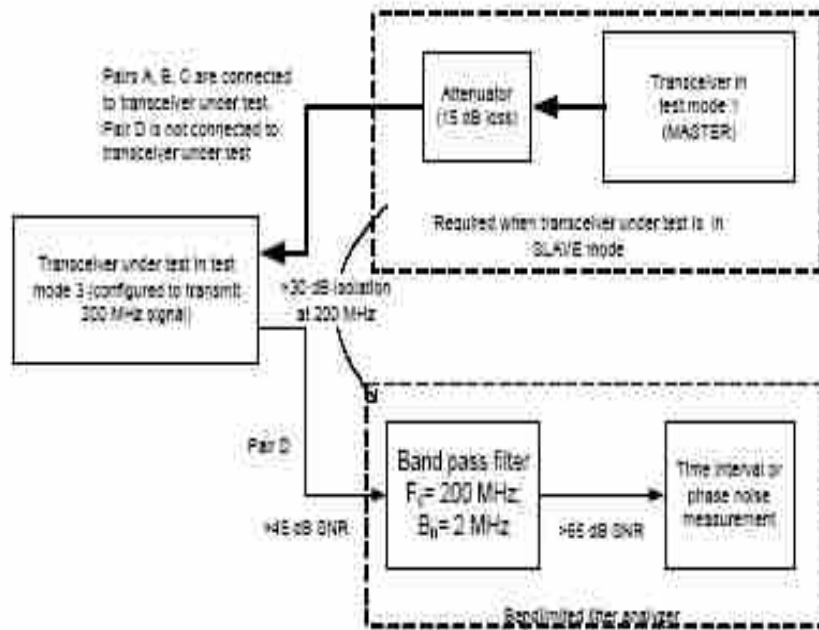 Pairs A, B, C are connected
to transceiver under test.
Pair D is not connected to
transceiver under test
Attenuator
(15 dB loss)
Transceiver in
test mode 1
(MASTER)
Required when transceiver under test is in
SLAVE mode
Transceiver under test in test
mode 3 (configured to transmit
200 MHz signal)
>30 dB isolation
at 200 MHz
Pair D
>45 dB SNR
Band pass filter
F₀= 200 MHz;
Bₙ= 2 MHz
>65 dB SNR
Time interval or
phase noise
measurement
Bandlimited jitter analyzer